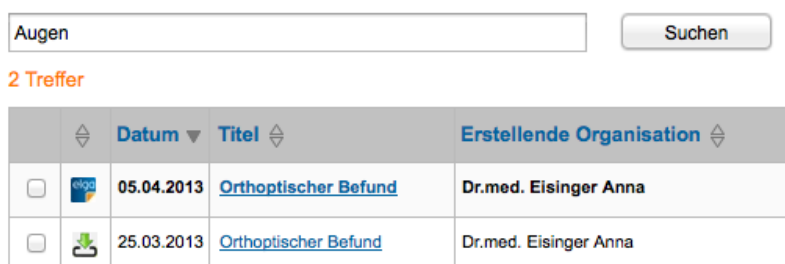 Augen Suchen
2 Treffer
Datum Titel Erstellende Organisation
elga 05.04.2013 Orthoptischer Befund Dr.med. Eisinger Anna
25.03.2013 Orthoptischer Befund Dr.med. Eisinger Anna